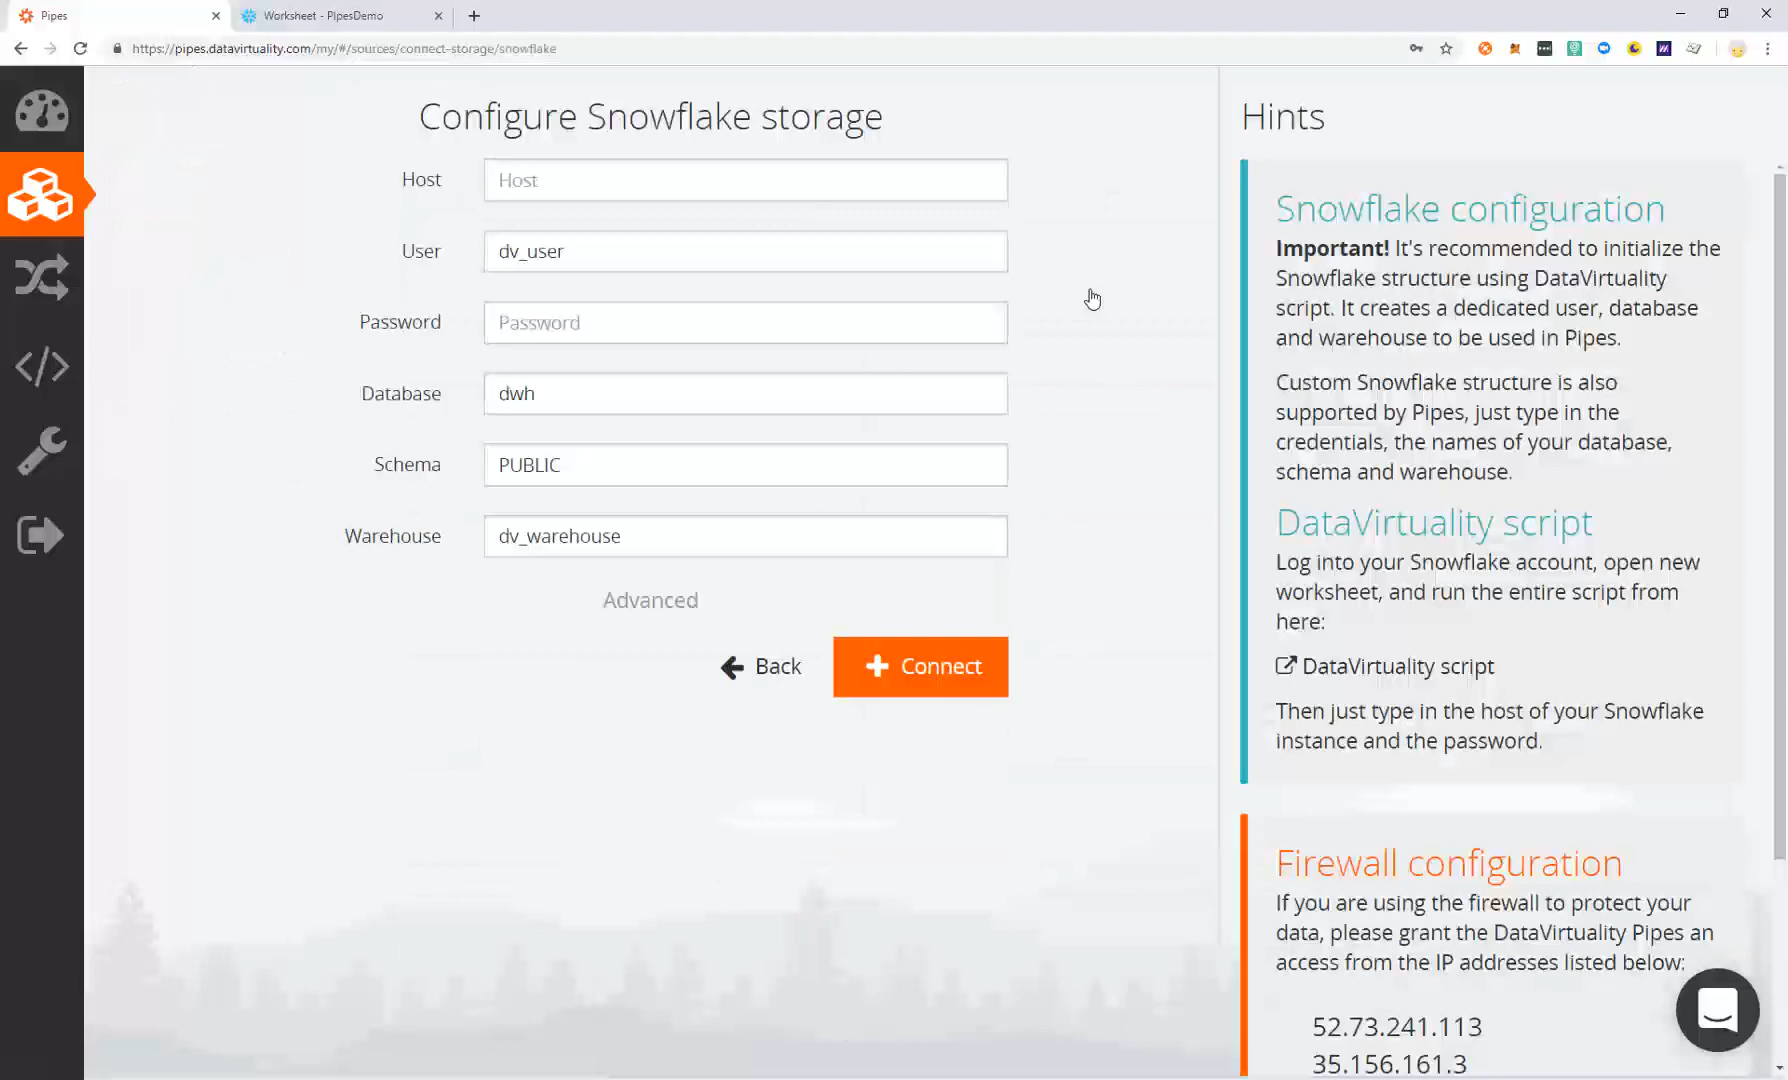 Pipes
Worksheet - PipesDemo
https://pipes.datavirtuality.com/my/#/sources/connect-storage/snowflake
Configure Snowflake storage
Host
Host
User
dv_user
Password
Password
Database
dwh
Schema
PUBLIC
Warehouse
dv_warehouse
Advanced
Back
Connect
Hints
Snowflake configuration
Important! It's recommended to initialize the
Snowflake structure using DataVirtuality
script. It creates a dedicated user, database
and warehouse to be used in Pipes.
Custom Snowflake structure is also
supported by Pipes, just type in the
credentials, the names of your database,
schema and warehouse.
DataVirtuality script
Log into your Snowflake account, open new
worksheet, and run the entire script from
here:
DataVirtuality script
Then just type in the host of your Snowflake
instance and the password.
Firewall configuration
If you are using the firewall to protect your
data, please grant the DataVirtuality Pipes an
access from the IP addresses listed below:
52.73.241.113
35.156.161.3